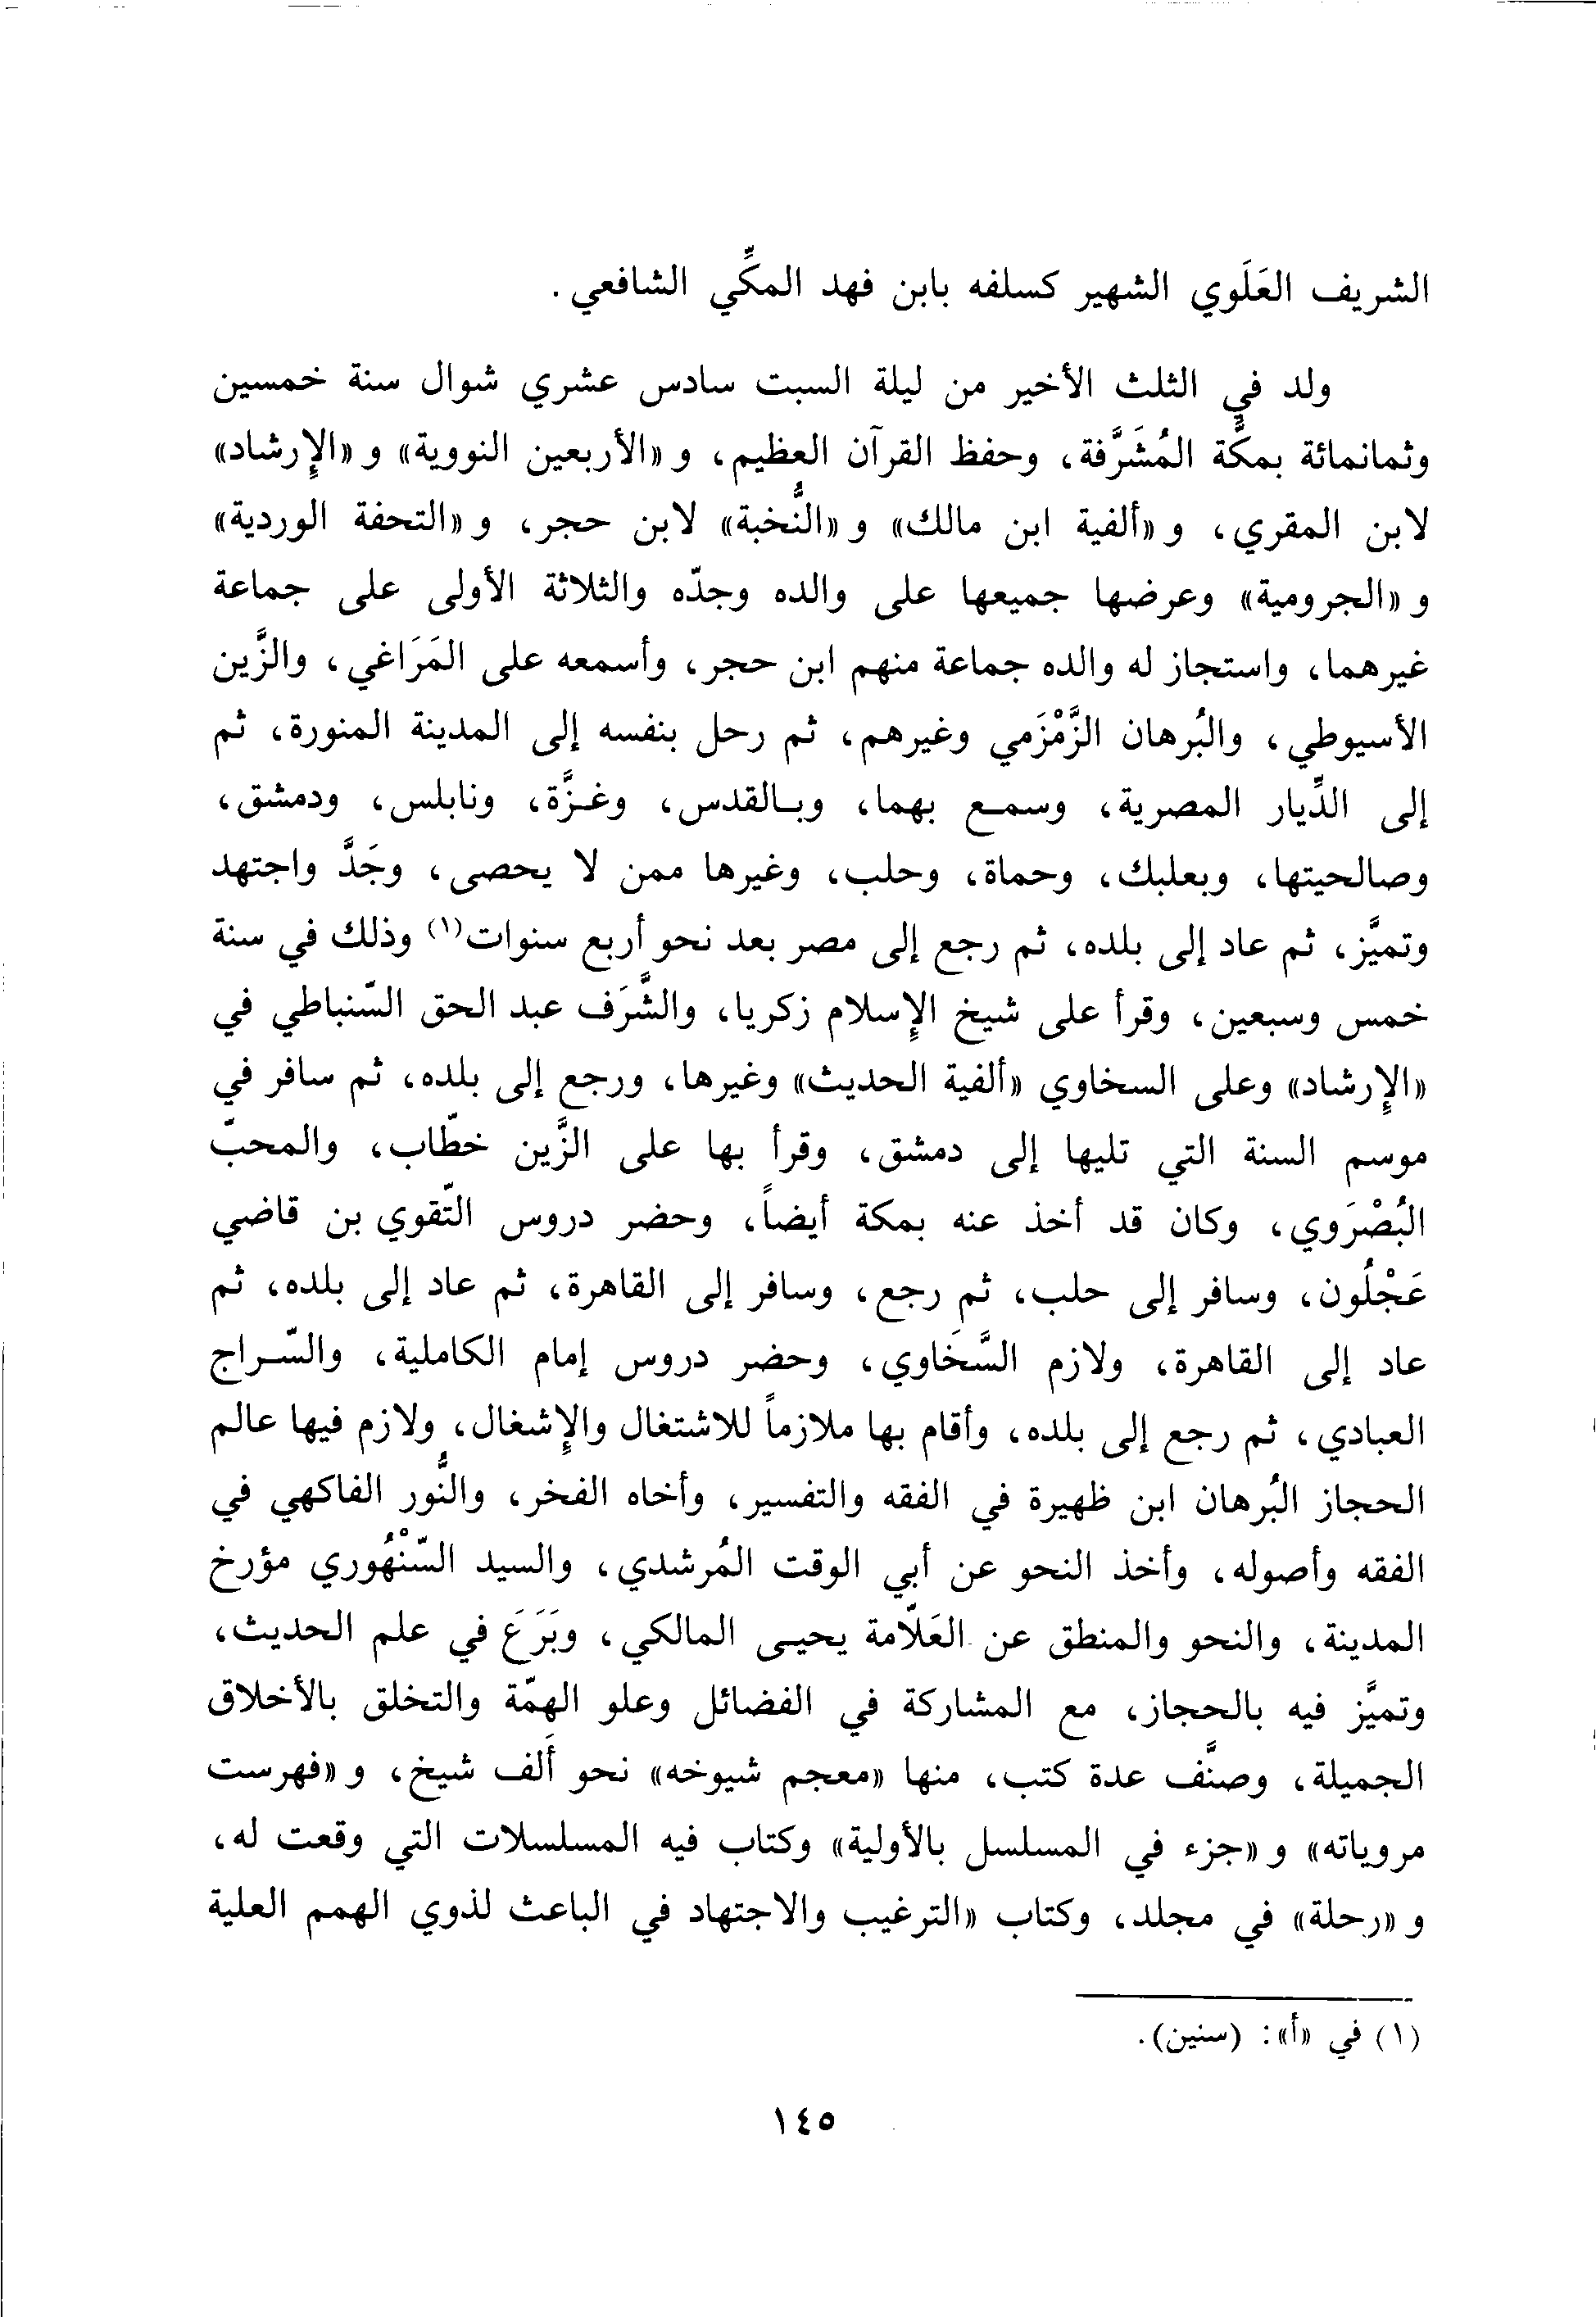 الشريف العَلَوي الشهير كسلفه بابن فهد المكِّي الشافعي.
ولد في الثلث الأخير من ليلة السبت سادس عشري شوال سنة خمسين
وثمانمائة بمكَّة المُشَرَّفة، وحفظ القرآن العظيم، و «الأربعين النووية» و «الإرشاد»
لابن المقري، و «ألفية ابن مالك» و «النُّخبة» لابن حجر، و «التحفة الوردية»
و «الجرومية» وعرضها جميعها على والده وجدّه والثلاثة الأولى على جماعة
غيرهما، واستجاز له والده جماعة منهم ابن حجر، وأسمعه على المَرَاغي، والزَّين
الأسيوطي، والبُرهان الزَّمْزَمي وغيرهم، ثم رحل بنفسه إلى المدينة المنورة، ثم
إلى الدِّيار المصرية، وسمع بهما، وبالقدس، وغزَّة، ونابلس، ودمشق،
وصالحيتها، وبعلبك، وحماة، وحلب، وغيرها ممن لا يحصى، وجَدَّ واجتهد
وتميَّز، ثم عاد إلى بلده، ثم رجع إلى مصر بعد نحو أربع سنوات(١) وذلك في سنة
خمس وسبعين، وقرأ على شيخ الإسلام زكريا، والشَّرَف عبد الحق السّنباطي في
«الإرشاد» وعلى السخاوي «ألفية الحديث» وغيرها، ورجع إلى بلده، ثم سافر في
موسم السنة التي تليها إلى دمشق، وقرأ بها على الزَّين خطّاب، والمحبّ
البُصْرَوي، وكان قد أخذ عنه بمكة أيضاً، وحضر دروس التّقوي بن قاضي
عَجْلُون، وسافر إلى حلب، ثم رجع، وسافر إلى القاهرة، ثم عاد إلى بلده، ثم
عاد إلى القاهرة، ولازم السَّخَاوي، وحضر دروس إمام الكاملية، والسّراج
العبادي، ثم رجع إلى بلده، وأقام بها ملازماً للاشتغال والإشغال، ولازم فيها عالم
الحجاز البُرهان ابن ظهيرة في الفقه والتفسير، وأخاه الفخر، والنُّور الفاكهي في
الفقه وأصوله، وأخذ النحو عن أبي الوقت المُرشدي، والسيد السّنْهُوري مؤرخ
المدينة، والنحو والمنطق عن العَلّامة يحيى المالكي، وبَرَعَ في علم الحديث،
وتميَّز فيه بالحجاز، مع المشاركة في الفضائل وعلو الهمّة والتخلق بالأخلاق
الجميلة، وصنَّف عدة كتب، منها «معجم شيوخه» نحو أَلف شيخ، و «فهرست
مروياته» و «جزء في المسلسل بالأولية» وكتاب فيه المسلسلات التي وقعت له،
و «رحلة» في مجلد، وكتاب «الترغيب والاجتهاد في الباعث لذوي الهمم العلية
(١) في «أ»: (سنين).
١٤٥